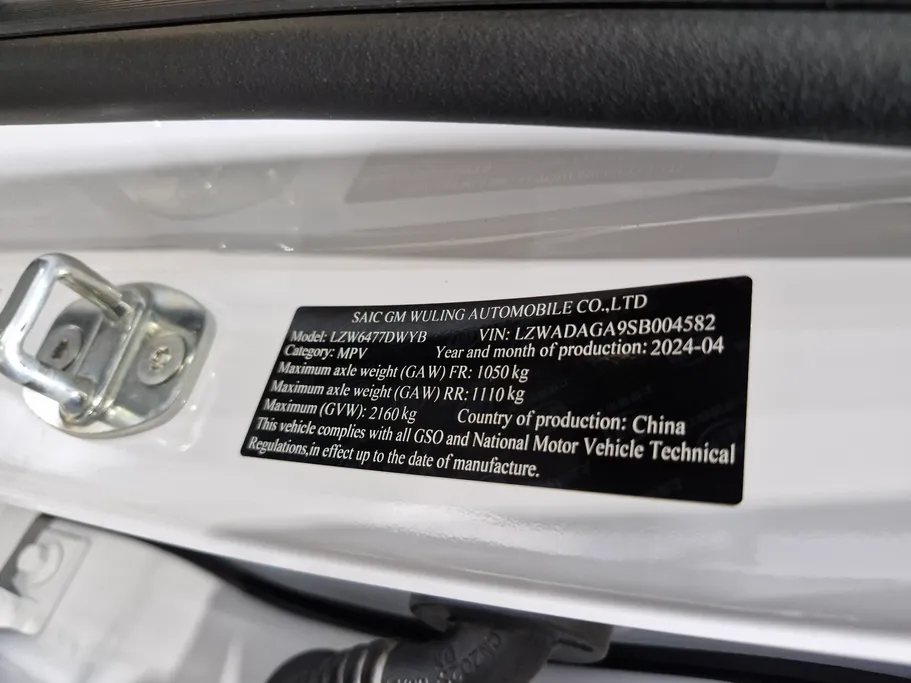 SAIC GM WULING AUTOMOBILE CO.,LTD
Model: LZW6477DWYB VIN: LZWADAGA9SB004582
Category: MPV Year and month of production: 2024-04
Maximum axle weight (GAW) FR: 1050 kg
Maximum axle weight (GAW) RR: 1110 kg
Maximum (GVW): 2160 kg Country of production: China
This vehicle complies with all GSO and National Motor Vehicle Technical
Regulations,in effect up to the date of manufacture.